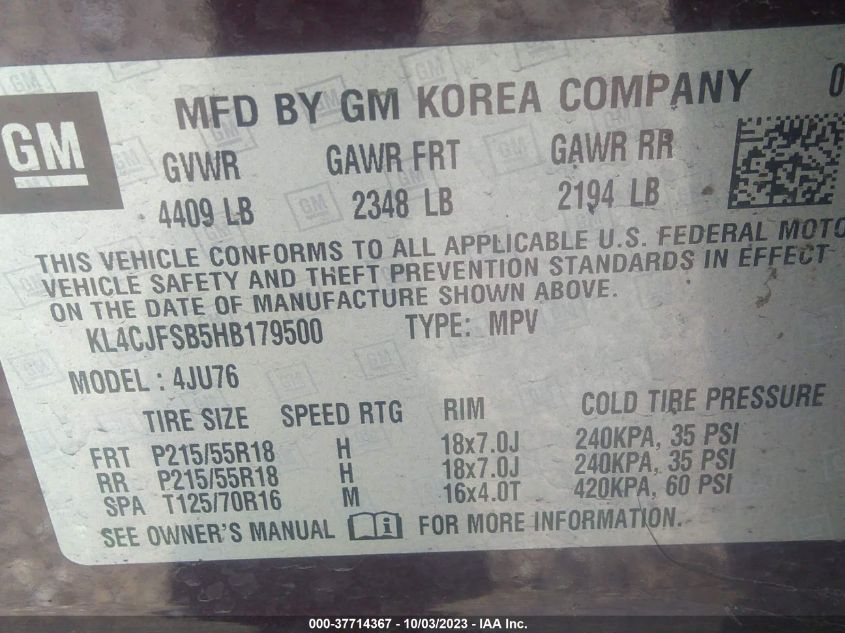 MFD BY GM KOREA COMPANY 0
GM
GVWR GAWR FRT GAWR RR
4409 LB 2348 LB 2194 LB
THIS VEHICLE CONFORMS TO ALL APPLICABLE U.S. FEDERAL MOTO
VEHICLE SAFETY AND THEFT PREVENTION STANDARDS IN EFFECT
ON THE DATE OF MANUFACTURE SHOWN ABOVE.
KL4CJFSB5HB179500 TYPE: MPV
MODEL : 4JU76
TIRE SIZE SPEED RTG RIM COLD TIRE PRESSURE
FRT P215/55R18 H 18x7.0J 240KPA, 35 PSI
RR P215/55R18 H 18x7.0J 240KPA, 35 PSI
SPA T125/70R16 M 16x4.0T 420KPA, 60 PSI
SEE OWNER'S MANUAL FOR MORE INFORMATION.
000-37714367 - 10/03/2023 - IAA Inc.